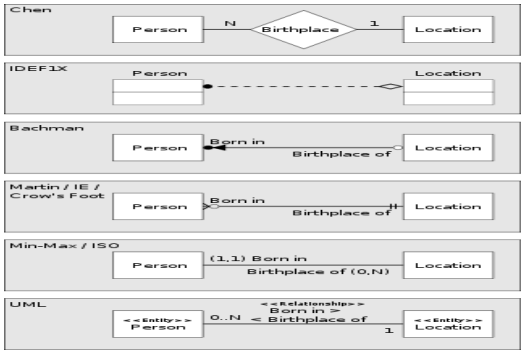 Chen
Person N Birthplace 1 Location
IDEF1X
Person Location
Bachman
Person Born in Birthplace of Location
Martin / IE /
Crow's Foot
Person Born in Birthplace of Location
Min-Max / ISO
Person (1,1) Born in Birthplace of (0,N) Location
UML
<<Relationship>>
<<Entity>> 0..N Born in > <<Entity>>
Person < Birthplace of 1 Location